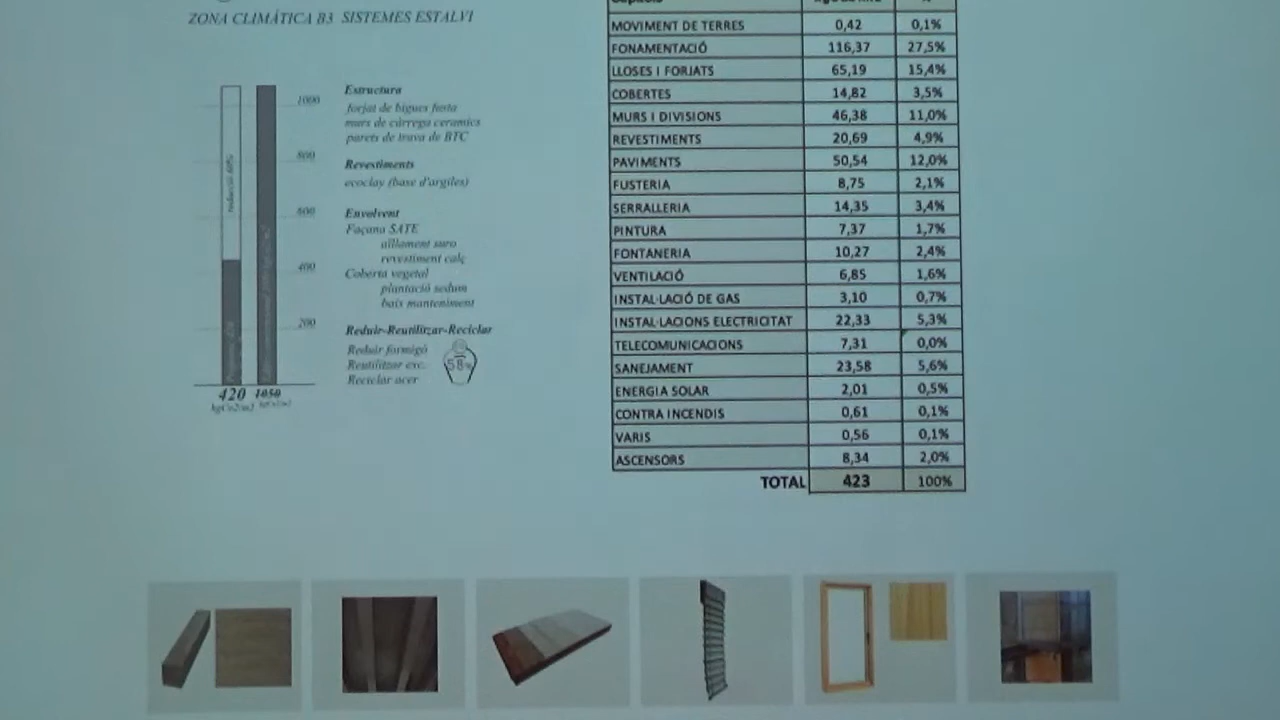 ZONA CLIMÁTICA B3 SISTEMES ESTALVI
1000
800
600
400
200
420 1050
Estructura
forjat de bigues fusta
murs de càrrega ceramics
parets de trava de BTC
Revestiments
ecoclay (base d'argiles)
Envolvent
Façana SATE
aïllament suro
revestiment calç
Coberta vegetal
plantació sedum
baix manteniment
Reduir-Reutilitzar-Reciclar
Reduir formigó
Reutilitzar exc.
Reciclar acer
58%
MOVIMENT DE TERRES 0,42 0,1%
FONAMENTACIÓ 116,37 27,5%
LLOSES I FORJATS 65,19 15,4%
COBERTES 14,82 3,5%
MURS I DIVISIONS 46,38 11,0%
REVESTIMENTS 20,69 4,9%
PAVIMENTS 50,54 12,0%
FUSTERIA 8,75 2,1%
SERRALLERIA 14,35 3,4%
PINTURA 7,37 1,7%
FONTANERIA 10,27 2,4%
VENTILACIÓ 6,85 1,6%
INSTAL·LACIÓ DE GAS 3,10 0,7%
INSTAL·LACIONS ELECTRICITAT 22,33 5,3%
TELECOMUNICACIONS 7,31 0,0%
SANEJAMENT 23,58 5,6%
ENERGIA SOLAR 2,01 0,5%
CONTRA INCENDIS 0,61 0,1%
VARIS 0,56 0,1%
ASCENSORS 8,34 2,0%
TOTAL 423 100%